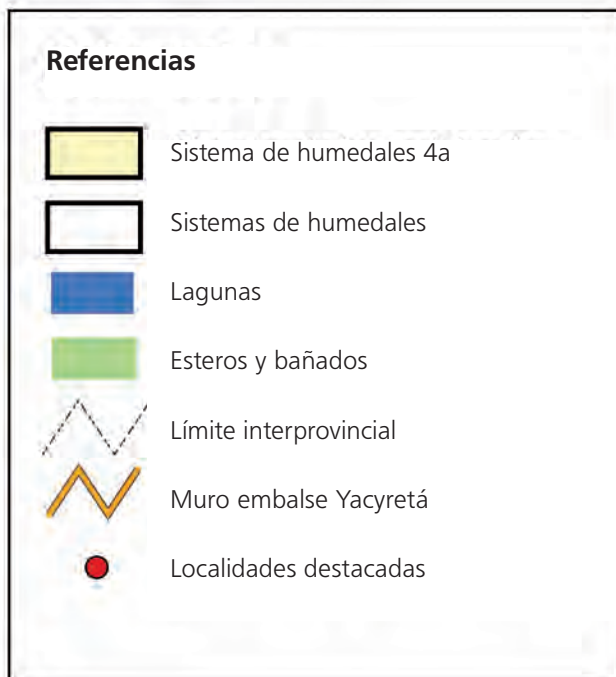 Referencias
Sistema de humedales 4a
Sistemas de humedales
Lagunas
Esteros y bañados
Límite interprovincial
Muro embalse Yacyretá
Localidades destacadas